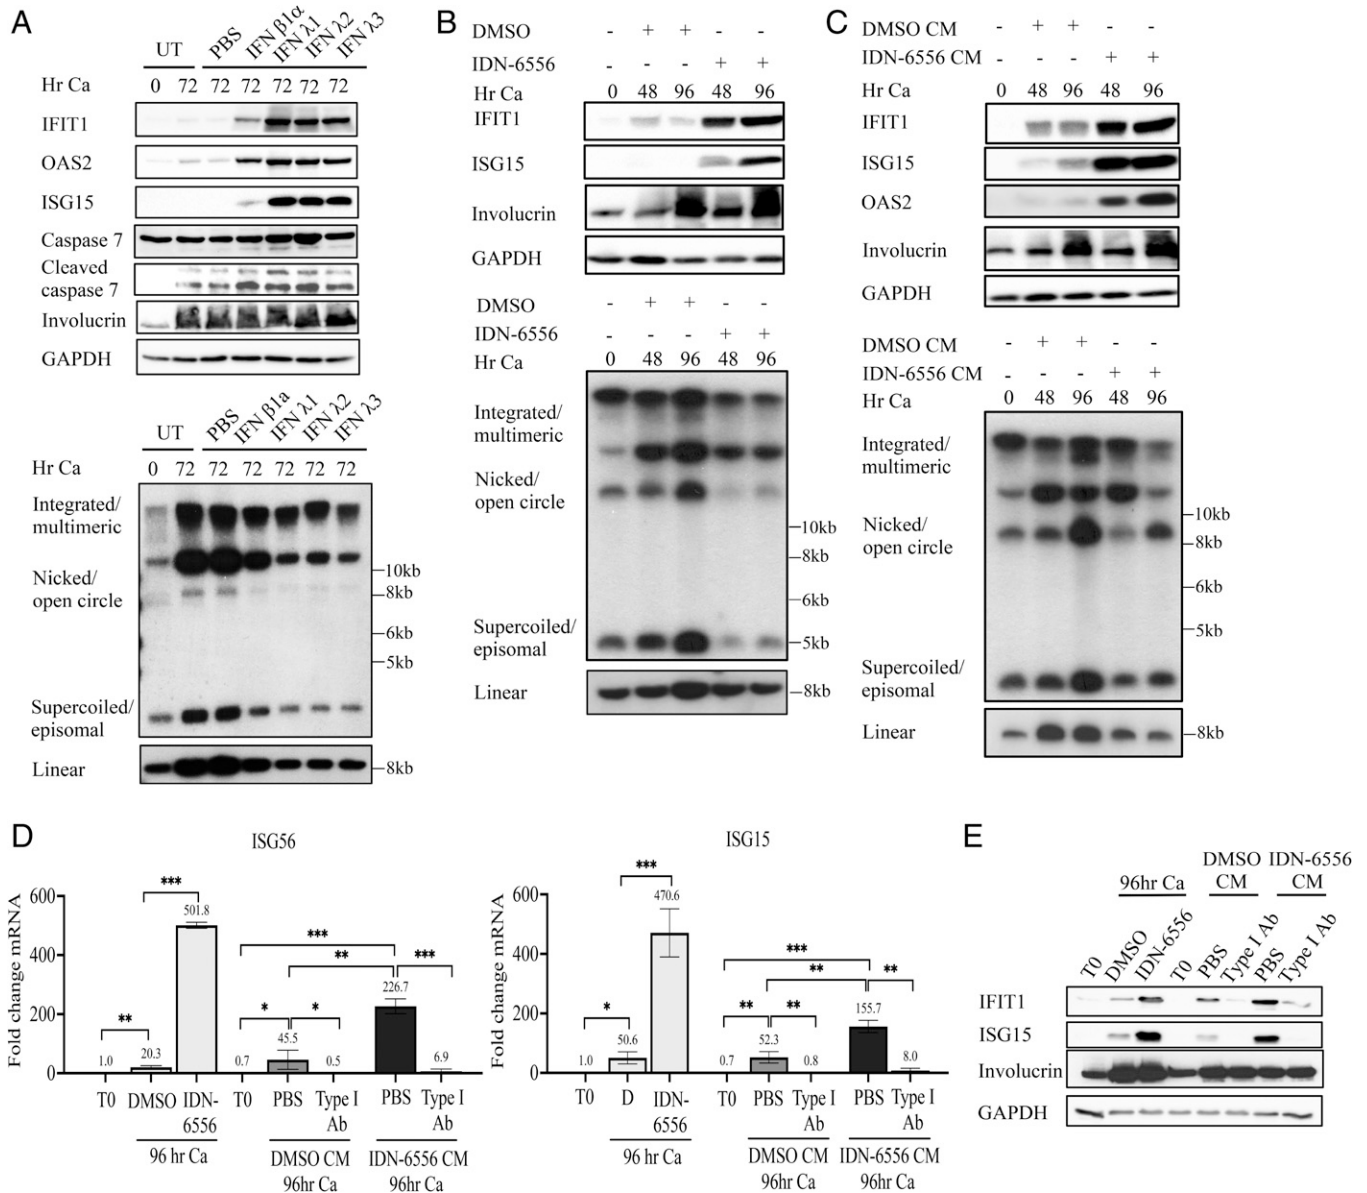 A
UT PBS IFN β1α IFN λ1 IFN λ2 IFN λ3
Hr Ca 0 72 72 72 72 72 72
IFIT1
OAS2
ISG15
Caspase 7
Cleaved
caspase 7
Involucrin
GAPDH
UT PBS IFN β1a IFN λ1 IFN λ2 IFN λ3
Hr Ca 0 72 72 72 72 72 72
Integrated/
multimeric
Nicked/
open circle
10kb
8kb
6kb
5kb
Supercoiled/
episomal
Linear
8kb
B
DMSO - + + - -
IDN-6556 - - - + +
Hr Ca 0 48 96 48 96
IFIT1
ISG15
Involucrin
GAPDH
DMSO - + + - -
IDN-6556 - - - + +
Hr Ca 0 48 96 48 96
Integrated/
multimeric
Nicked/
open circle
10kb
8kb
6kb
Supercoiled/
episomal
5kb
Linear
8kb
C
DMSO CM - + + - -
IDN-6556 CM - - - + +
Hr Ca 0 48 96 48 96
IFIT1
ISG15
OAS2
Involucrin
GAPDH
DMSO CM - + + - -
IDN-6556 CM - - - + +
Hr Ca 0 48 96 48 96
Integrated/
multimeric
Nicked/
open circle
10kb
8kb
6kb
5kb
Supercoiled/
episomal
Linear
8kb
D
ISG56
Fold change mRNA
600
400
200
0
*** *** ** *** ** * *
1.0 20.3 501.8 0.7 45.5 0.5 226.7 6.9
T0 DMSO IDN- T0 PBS Type I PBS Type I
6556 Ab Ab
96 hr Ca DMSO CM IDN-6556 CM
96hr Ca 96hr Ca
ISG15
Fold change mRNA
600
400
200
0
*** *** ** ** * ** **
1.0 50.6 470.6 0.7 52.3 0.8 155.7 8.0
T0 D IDN- T0 PBS Type I PBS Type I
6556 Ab Ab
96 hr Ca DMSO CM IDN-6556 CM
96hr Ca 96hr Ca
E
DMSO IDN-6556
96hr Ca CM CM
T0 DMSO IDN-6556 T0 PBS Type I Ab PBS Type I Ab
IFIT1
ISG15
Involucrin
GAPDH